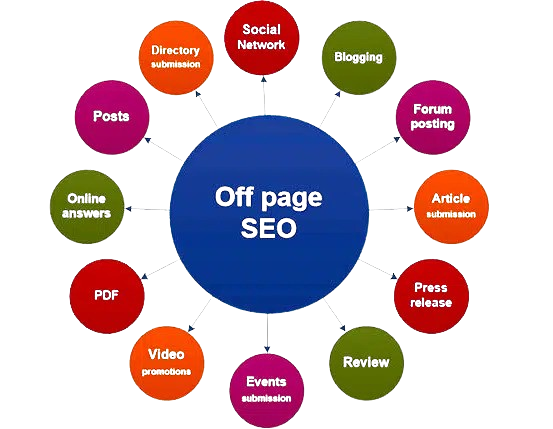 Off page
SEO
Social
Network
Blogging
Forum
posting
Article
submission
Press
release
Review
Events
submission
Video
promotions
PDF
Online
answers
Posts
Directory
submission